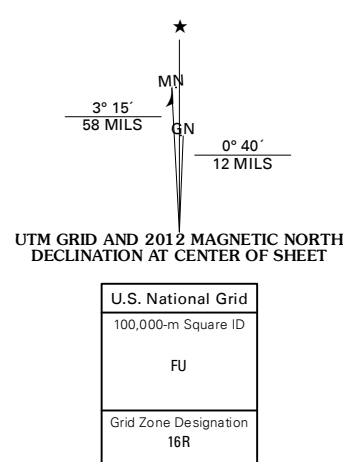 ★
MN
3° 15´
58 MILS
GN
0° 40´
12 MILS
UTM GRID AND 2012 MAGNETIC NORTH
DECLINATION AT CENTER OF SHEET
U.S. National Grid
100,000-m Square ID
FU
Grid Zone Designation
16R